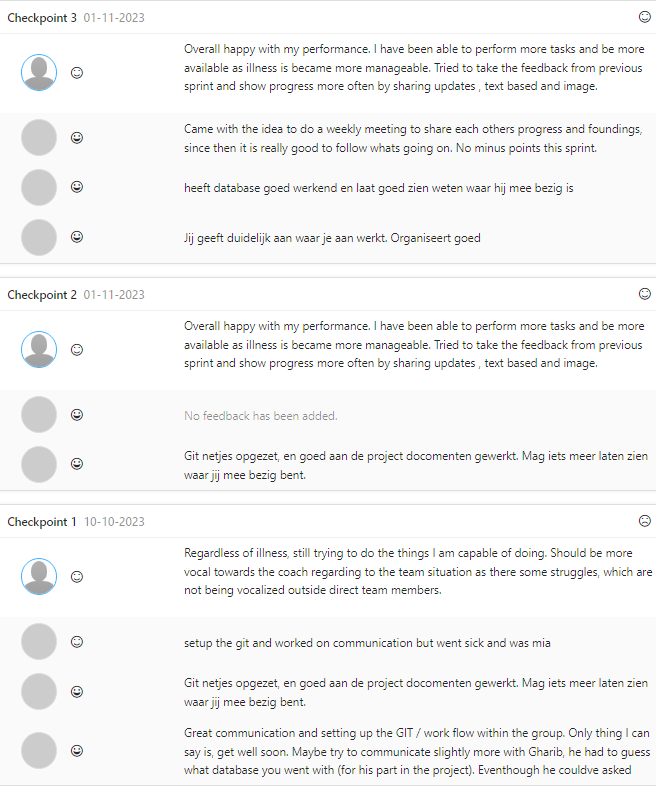 Checkpoint 3 01-11-2023
Overall happy with my performance. I have been able to perform more tasks and be more
available as illness is became more manageable. Tried to take the feedback from previous
sprint and show progress more often by sharing updates , text based and image.
Came with the idea to do a weekly meeting to share each others progress and foundings,
since then it is really good to follow whats going on. No minus points this sprint.
heeft database goed werkend en laat goed zien weten waar hij mee bezig is
Jij geeft duidelijk aan waar je aan werkt. Organiseert goed
Checkpoint 2 01-11-2023
Overall happy with my performance. I have been able to perform more tasks and be more
available as illness is became more manageable. Tried to take the feedback from previous
sprint and show progress more often by sharing updates , text based and image.
No feedback has been added.
Git netjes opgezet, en goed aan de project docomenten gewerkt. Mag iets meer laten zien
waar jij mee bezig bent.
Checkpoint 1 10-10-2023
Regardless of illness, still trying to do the things I am capable of doing. Should be more
vocal towards the coach regarding to the team situation as there some struggles, which are
not being vocalized outside direct team members.
setup the git and worked on communication but went sick and was mia
Git netjes opgezet, en goed aan de project docomenten gewerkt. Mag iets meer laten zien
waar jij mee bezig bent.
Great communication and setting up the GIT / work flow within the group. Only thing I can
say is, get well soon. Maybe try to communicate slightly more with Gharib, he had to guess
what database you went with (for his part in the project). Eventhough he couldve asked